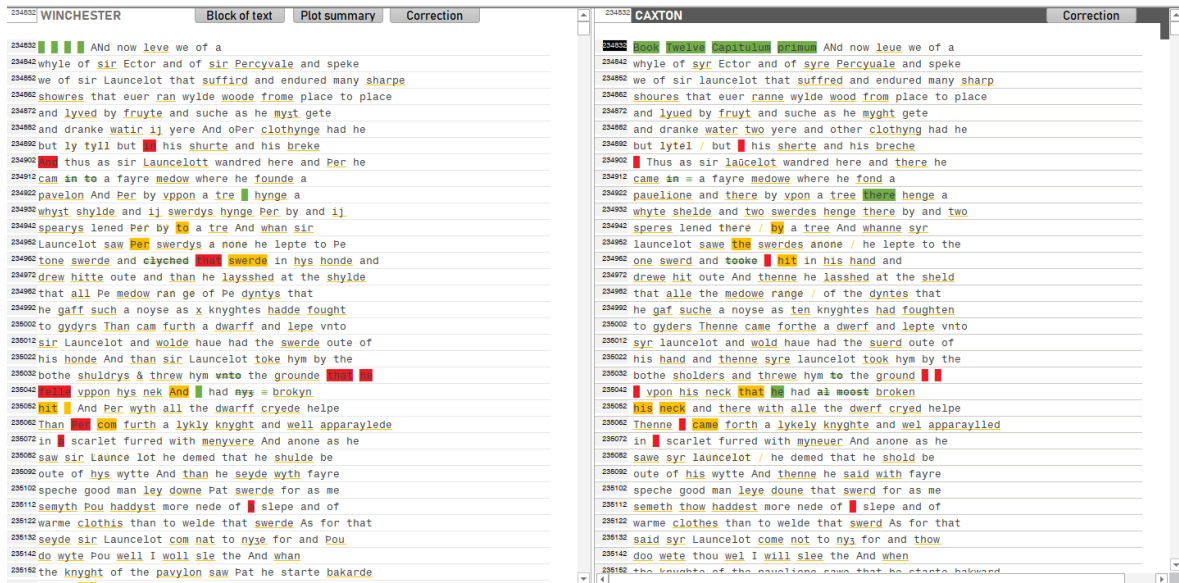 234832 WINCHESTER Block of text Plot summary Correction
234832 ANd now leve we of a
234842 whyle of sir Ector and of sir Percyvale and speke
234852 we of sir Launcelot that suffird and endured many sharpe
234862 showres that euer ran wylde woode frome place to place
234872 and lyved by fruyte and suche as he myȝt gete
234882 and dranke watir ij yere And oPer clothynge had he
234892 but ly tyll but in his shurte and his breke
234902 And thus as sir Launcelott wandred here and Per he
234912 cam in to a fayre medow where he founde a
234922 pavelon And Per by vppon a tre hynge a
234932 whyȝt shylde and ij swerdys hynge Per by and ij
234942 spearys lened Per by to a tre And whan sir
234952 Launcelot saw Per swerdys a none he lepte to Pe
234962 tone swerde and clyched that swerde in hys honde and
234972 drew hitte oute and than he laysshed at the shylde
234982 that all Pe medow ran ge of Pe dyntys that
234992 he gaff such a noyse as x knyghtes hadde fought
235002 to gydyrs Than cam furth a dwarff and lepe vnto
235012 sir Launcelot and wolde haue had the swerde oute of
235022 his honde And than sir Launcelot toke hym by the
235032 bothe shuldrys & threw hym vnto the grounde that he
235042 felle vppon hys nek And had nyȝ = brokyn
235052 hit And Per wyth all the dwarff cryede helpe
235062 Than Per com furth a lykly knyght and well apparaylede
235072 in a scarlet furred with menyvere And anone as he
235082 saw sir Launce lot he demed that he shulde be
235092 oute of hys wytte And than he seyde wyth fayre
235102 speche good man ley downe Pat swerde for as me
235112 semyth Pou haddyst more nede of slepe and of
235122 warme clothis than to welde that swerde As for that
235132 seyde sir Launcelot com nat to nyȝe for and Pou
235142 do wyte Pou well I woll sle the And whan
235152 the knyght of the pavylon saw Pat he starte bakarde
234832 CAXTON Correction
234832 Book Twelve Capitulum primum ANd now leue we of a
234842 whyle of syr Ector and of syre Percyuale and speke
234852 we of sir launcelot that suffred and endured many sharp
234862 shoures that euer ranne wylde wood from place to place
234872 and lyued by fruyt and suche as he myght gete
234882 and dranke water two yere and other clothyng had he
234892 but lytel / but his sherte and his breche
234902 Thus as sir laūcelot wandred here and there he
234912 came in = a fayre medowe where he fond a
234922 pauelione and there by vpon a tree there henge a
234932 whyte shelde and two swerdes henge there by and two
234942 speres lened there / by a tree And whanne syr
234952 launcelot sawe the swerdes anone / he lepte to the
234962 one swerd and tooke hit in his hand and
234972 drewe hit oute And thenne he lasshed at the sheld
234982 that alle the medowe range / of the dyntes that
234992 he gaf suche a noyse as ten knyghtes had foughten
235002 to gyders Thenne came forthe a dwerf and lepte vnto
235012 syr launcelot and wold haue had the suerd oute of
235022 his hand and thenne syre launcelot took hym by the
235032 bothe sholders and threwe hym to the ground
235042 vpon his neck that he had al moost broken
235052 his neck and there with alle the dwerf cryed helpe
235062 Thenne came forth a lykely knyghte and wel apparaylled
235072 in scarlet furred with myneuer And anone as he
235082 sawe syr launcelot / he demed that he shold be
235092 oute of his wytte And thenne he said with fayre
235102 speche good man leye doune that swerd for as me
235112 semeth thow haddest more nede of slepe and of
235122 warme clothes than to welde that swerd As for that
235132 said syr Launcelot come not to nyȝ for and thow
235142 doo wete thou wel I will slee the And when
235152 the knyghte of the pauelione saw that he starte bakward